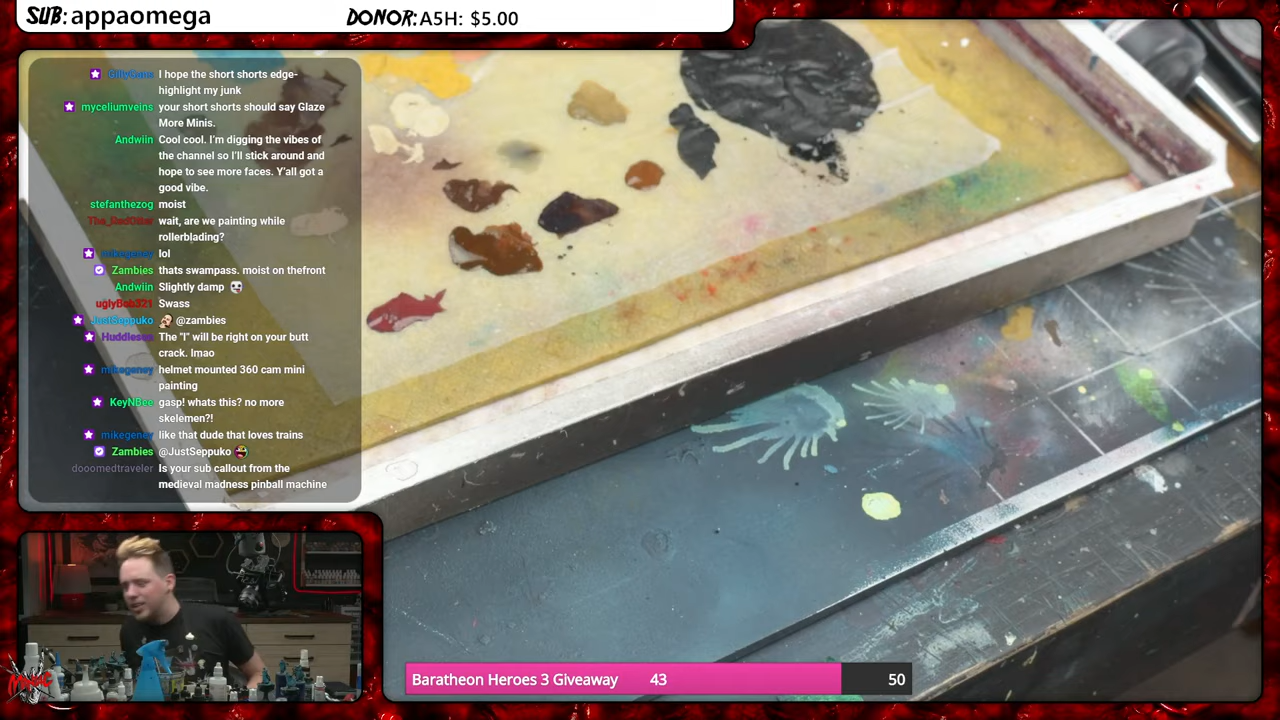 SUB: appaomega
DONOR: A5H: $5.00
I hope the short shorts edge-
highlight my junk
myceliumveins your short shorts should say Glaze
More Minis.
Andwiin Cool cool. I'm digging the vibes of
the channel so I'll stick around and
hope to see more faces. Y'all got a
good vibe.
stefanthezog moist
wait, are we painting while
rollerblading?
mikegeney lol
Zambies thats swampass. moist on thefront
Andwiin Slightly damp
uglyBob321 Swass
JustSeppuko @zambies
The "I" will be right on your butt
crack. lmao
mikegeney helmet mounted 360 cam mini
painting
KeyNBee gasp! whats this? no more
skelemen?!
mikegeney like that dude that loves trains
Zambies @JustSeppuko
dooomedtraveler Is your sub callout from the
medieval madness pinball machine
Baratheon Heroes 3 Giveaway 43 50